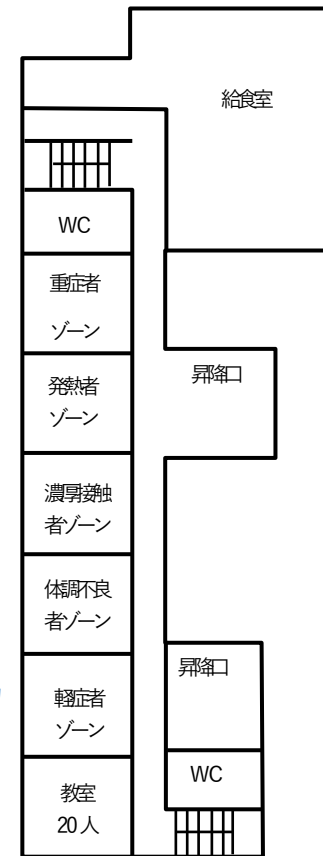 給食室
WC
重症者
ゾーン
発熱者
ゾーン
昇降口
濃厚接触
者ゾーン
体調不良
者ゾーン
軽症者
ゾーン
昇降口
WC
教室
20人